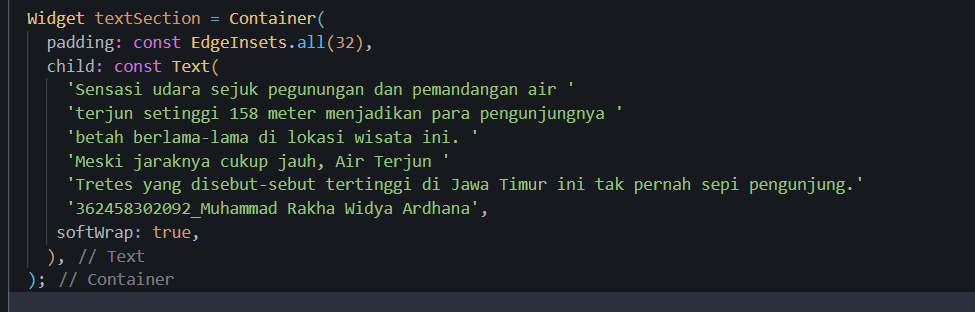 Widget textSection = Container(
  padding: const EdgeInsets.all(32),
  child: const Text(
    'Sensasi udara sejuk pegunungan dan pemandangan air '
    'terjun setinggi 158 meter menjadikan para pengunjungnya '
    'betah berlama-lama di lokasi wisata ini. '
    'Meski jaraknya cukup jauh, Air Terjun '
    'Tretes yang disebut-sebut tertinggi di Jawa Timur ini tak pernah sepi pengunjung.'
    '362458302092_Muhammad Rakha Widya Ardhana',
   softWrap: true,
  ), // Text
); // Container